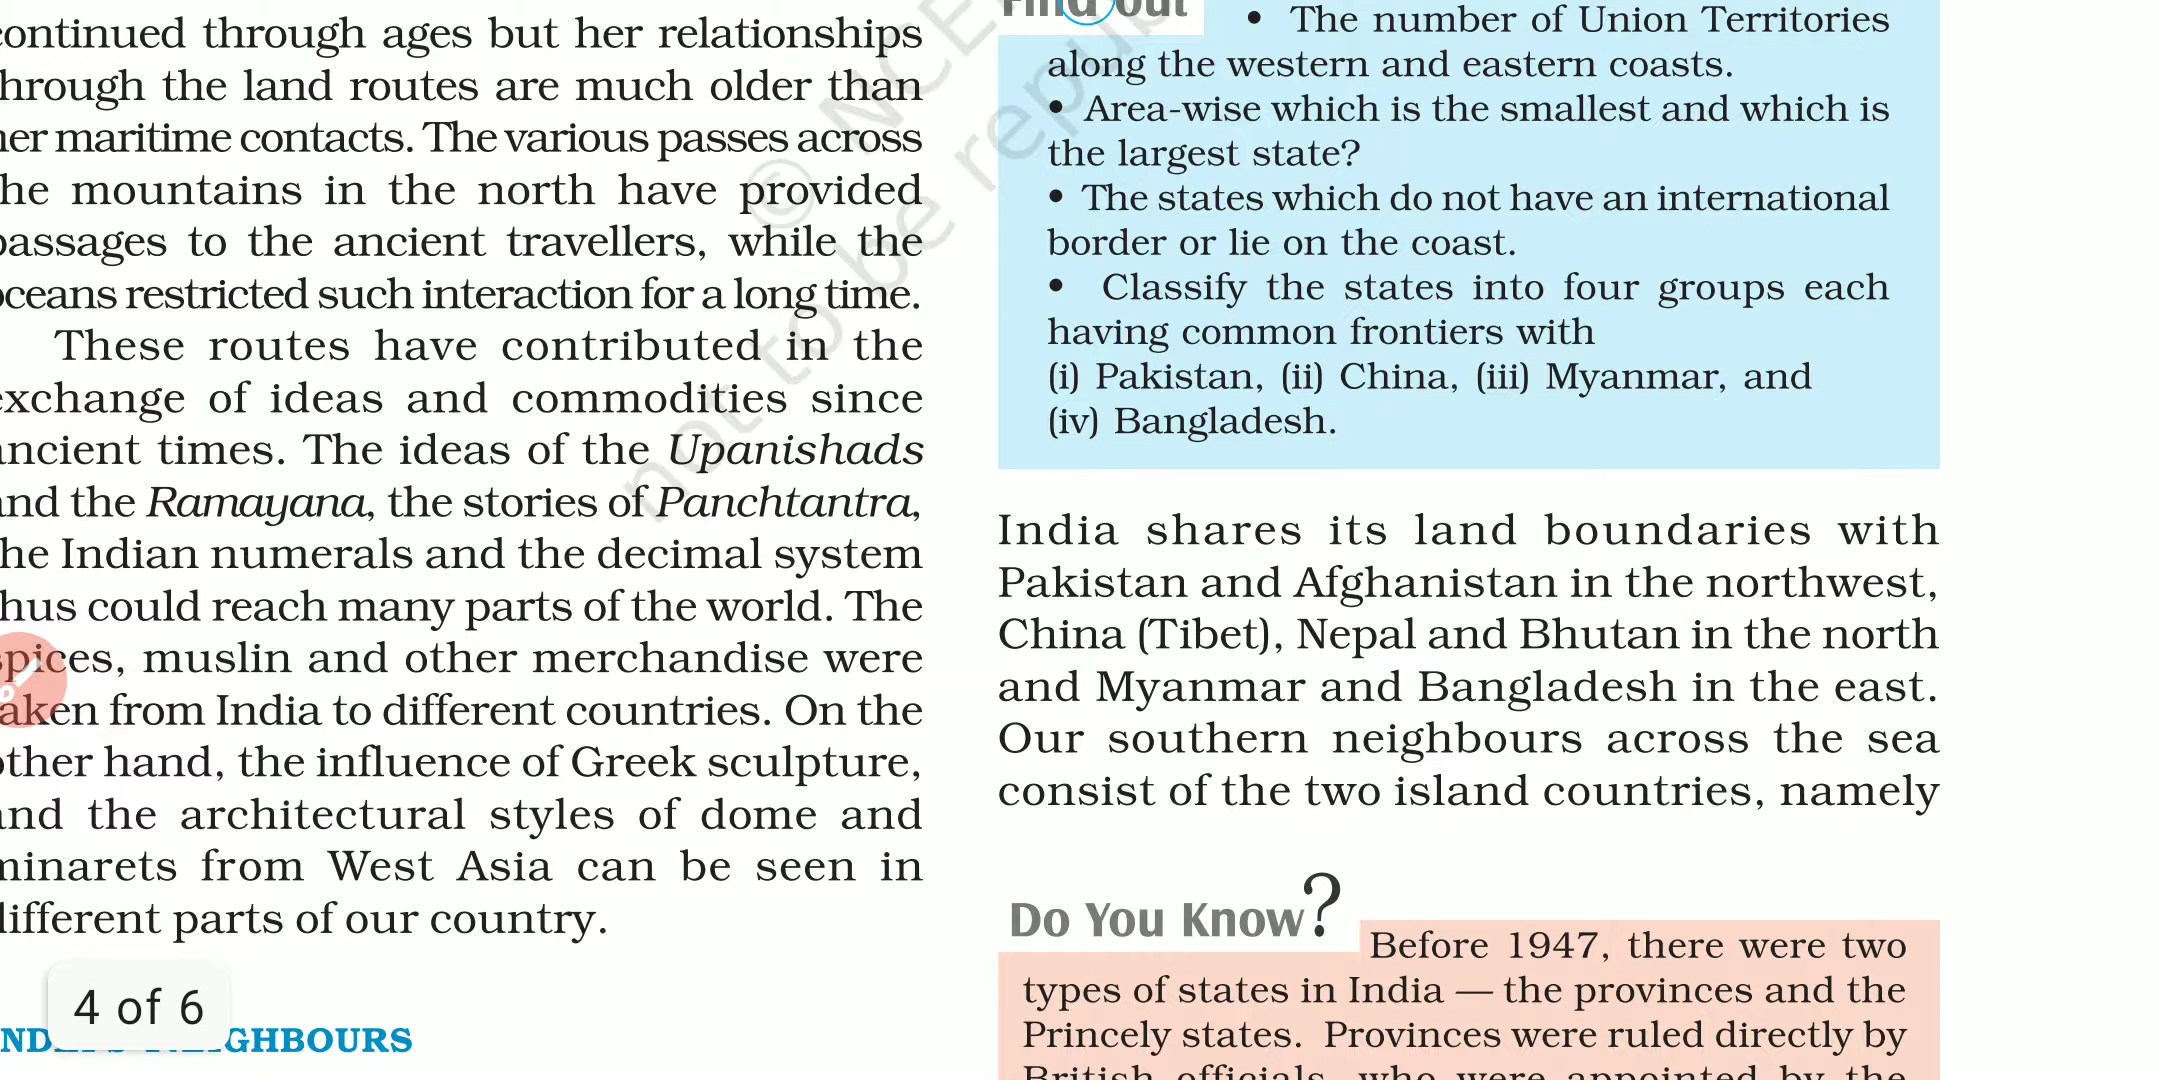 continued through ages but her relationships
through the land routes are much older than
her maritime contacts. The various passes across
the mountains in the north have provided
passages to the ancient travellers, while the
oceans restricted such interaction for a long time.
These routes have contributed in the
exchange of ideas and commodities since
ancient times. The ideas of the Upanishads
and the Ramayana, the stories of Panchtantra,
the Indian numerals and the decimal system
thus could reach many parts of the world. The
spices, muslin and other merchandise were
taken from India to different countries. On the
other hand, the influence of Greek sculpture,
and the architectural styles of dome and
minarets from West Asia can be seen in
different parts of our country.
4 of 6
GHBOURS
Find out
• The number of Union Territories
along the western and eastern coasts.
• Area-wise which is the smallest and which is
the largest state?
• The states which do not have an international
border or lie on the coast.
• Classify the states into four groups each
having common frontiers with
(i) Pakistan, (ii) China, (iii) Myanmar, and
(iv) Bangladesh.
India shares its land boundaries with
Pakistan and Afghanistan in the northwest,
China (Tibet), Nepal and Bhutan in the north
and Myanmar and Bangladesh in the east.
Our southern neighbours across the sea
consist of the two island countries, namely
Do You Know?
Before 1947, there were two
types of states in India — the provinces and the
Princely states. Provinces were ruled directly by
British officials, who were appointed by the
© NCE
not to be repub